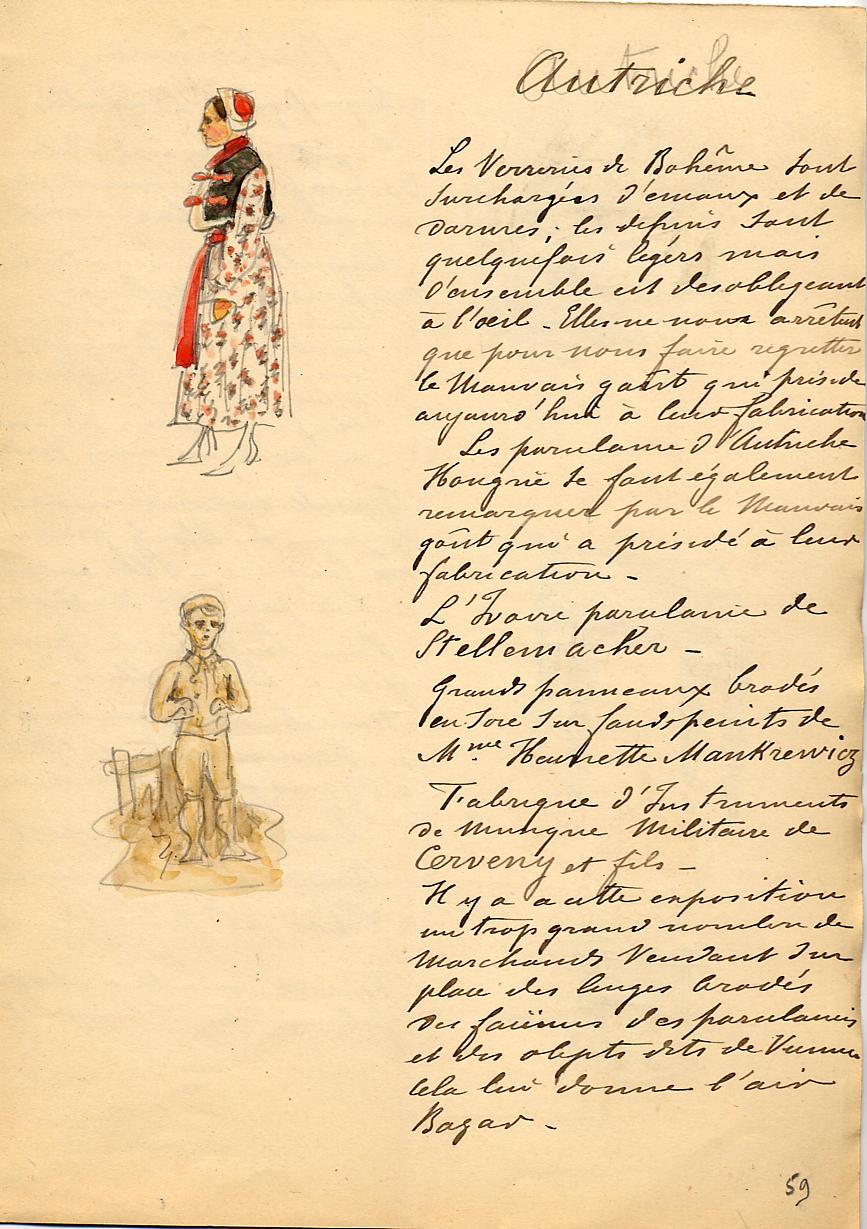 Autriche
Les Verreries de Bohême sont
surchargées d'emaux et de
dorures; les depins sont
quelquefois légers mais
l'ensemble est desobligeant
à l'oeil - Elles ne nous arrêtent
que pour nous faire regretter
le Mauvais goût qui préside
aujourd'hui à leur fabrication
Les porcelaine d'Autriche
Hongrie se font également
remarquer par le Mauvais
goût qui a présidé à leur
fabrication -
L'Ivoire porcelaine de
Stellemacher -
Grands panneaux brodés
en soie sur fonds peints de
Mme Henriette Mankrewicz
Fabrique d'Instruments
de musique Militaire de
Cerveny et fils -
Il y a a cette exposition
un trop grand nombre de
Marchands Vendant sur
place des linges brodés
des faïences des porcelaines
et des objets dits de Vienne
cela lui donne l'air
Bazar -
59